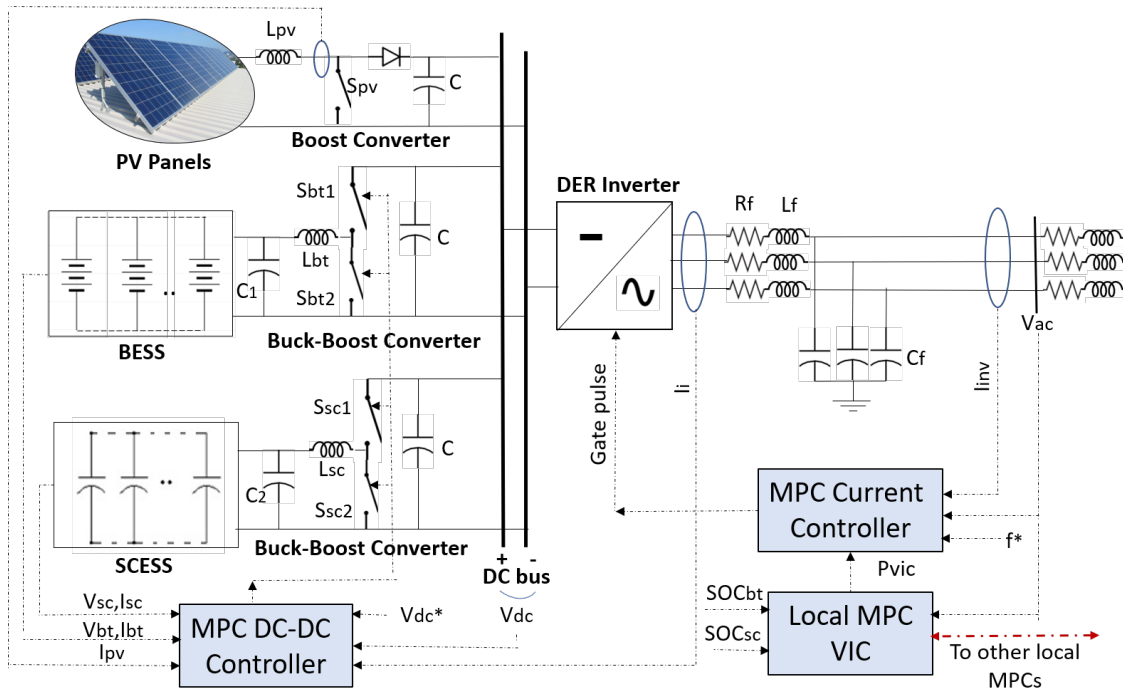 Lpv
Spv
C
Boost Converter
PV Panels
Sbt1
DER Inverter
Rf
Lf
C
Lbt
C1
Sbt2
Vac
BESS
Buck-Boost Converter
Cf
Ssc1
Gate pulse
Ii
Iinv
C
Lsc
C2
Ssc2
MPC Current
Controller
Buck-Boost Converter
SCESS
+ -
DC bus
f*
Pvic
Vsc,Isc
Vdc*
Vdc
SOCbt
Vbt,Ibt
MPC DC-DC
Controller
Local MPC
VIC
SOCsc
Ipv
To other local
MPCs